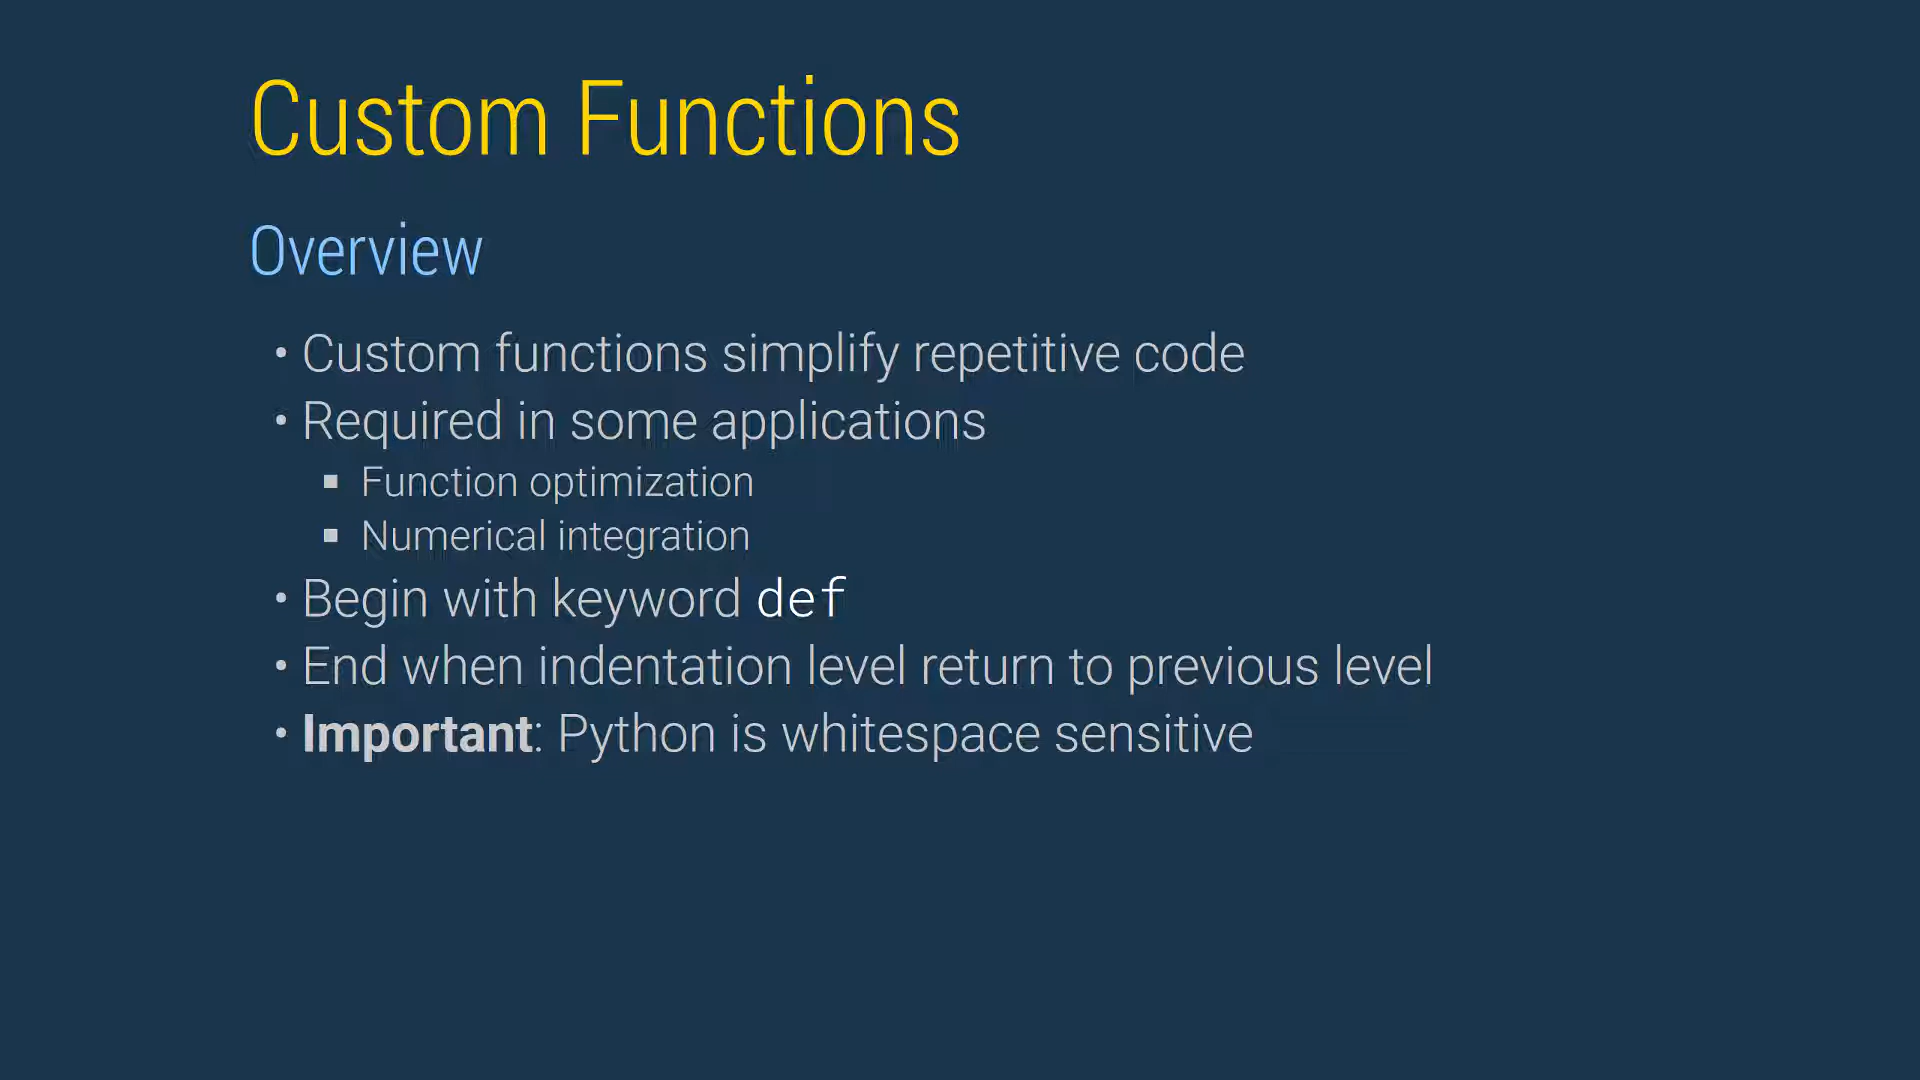 Custom Functions
Overview
• Custom functions simplify repetitive code
• Required in some applications
▪ Function optimization
▪ Numerical integration
• Begin with keyword def
• End when indentation level return to previous level
• Important: Python is whitespace sensitive